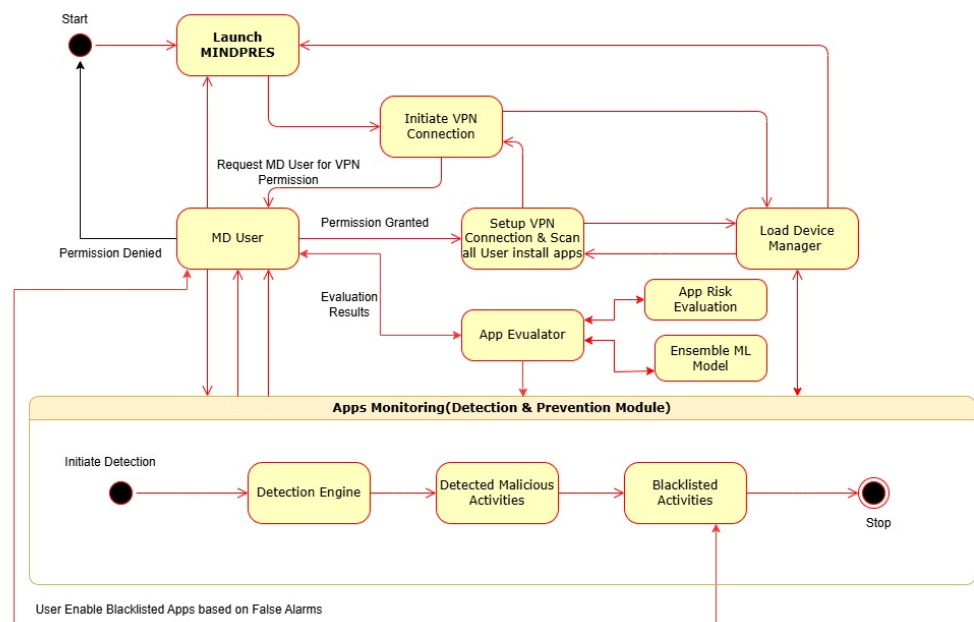 Start
Launch
MINDPRES
Initiate VPN
Connection
Request MD User for VPN
Permission
MD User
Permission Granted
Setup VPN
Connection & Scan
all User install apps
Load Device
Manager
Permission Denied
Evaluation
Results
App Evualator
App Risk
Evaluation
Ensemble ML
Model
Apps Monitoring(Detection & Prevention Module)
Initiate Detection
Detection Engine
Detected Malicious
Activities
Blacklisted
Activities
Stop
User Enable Blacklisted Apps based on False Alarms